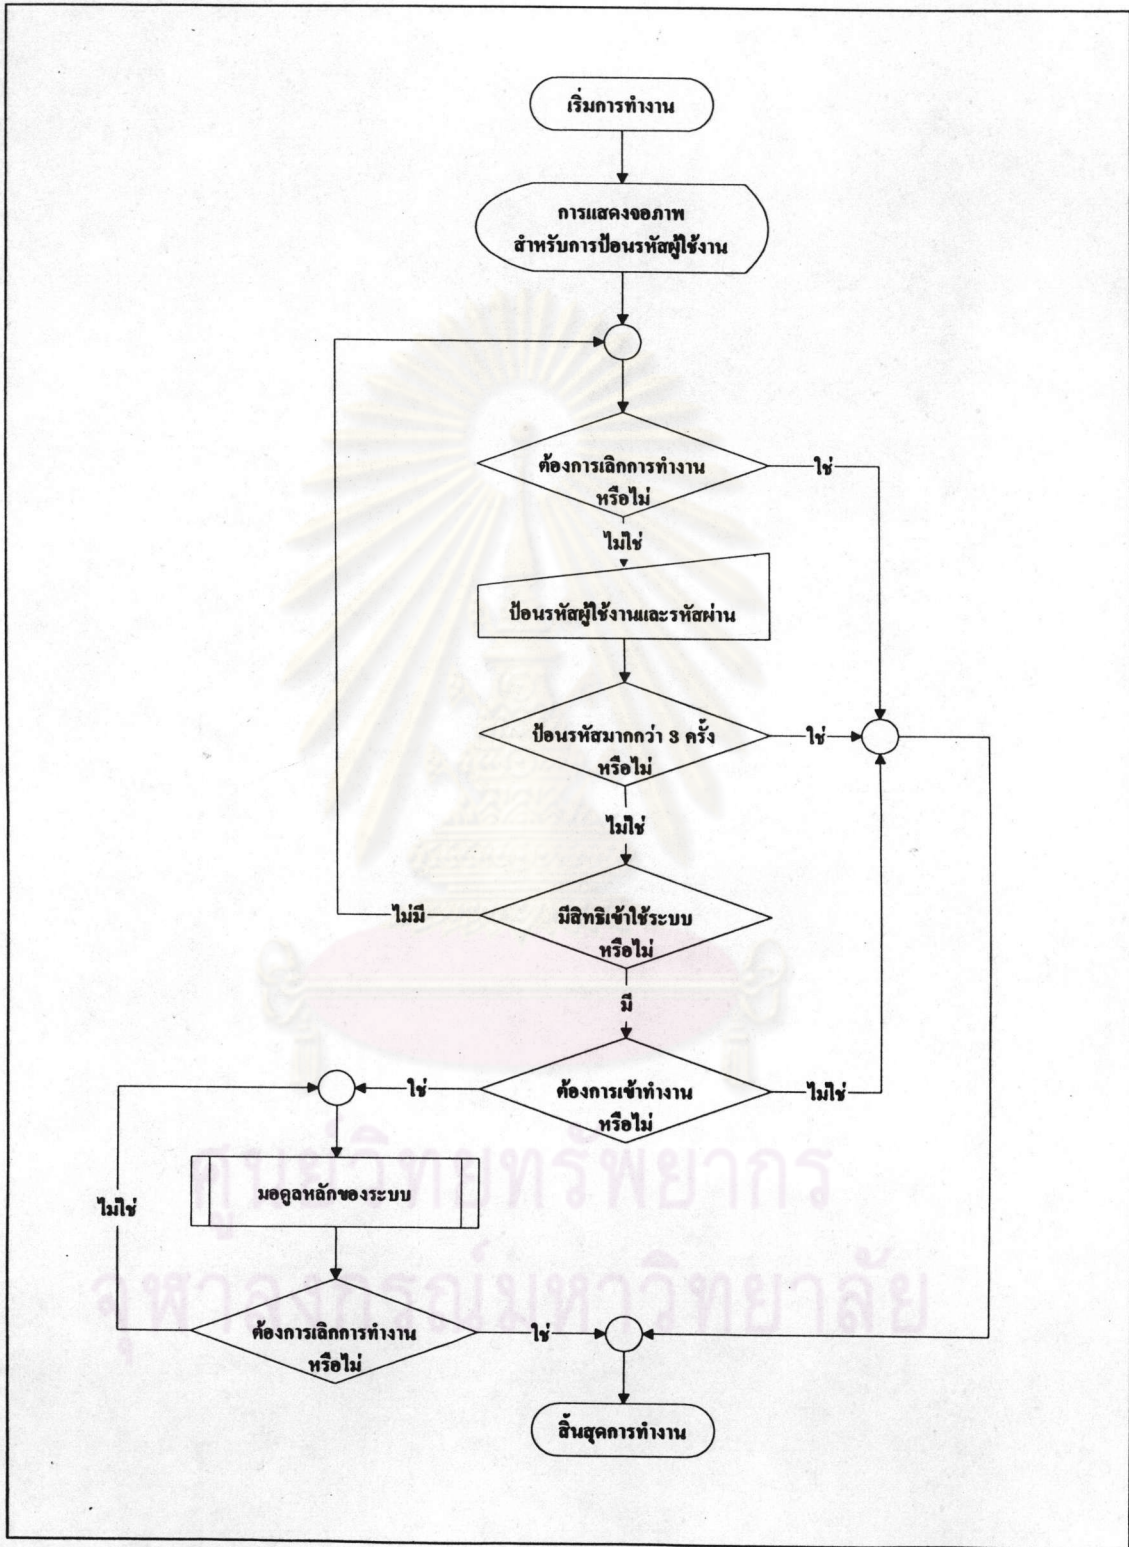 เริ่มการทำงาน
การแสดงจอภาพ
สำหรับการป้อนรหัสผู้ใช้งาน
ต้องการเลิกการทำงาน
หรือไม่
ใช่
ไม่ใช่
ป้อนรหัสผู้ใช้งานและรหัสผ่าน
ป้อนรหัสมากกว่า 3 ครั้ง
หรือไม่
ใช่
ไม่ใช่
มีสิทธิเข้าใช้ระบบ
หรือไม่
ไม่มี
มี
ต้องการเข้าทำงาน
หรือไม่
ใช่
ไม่ใช่
มอดูลหลักของระบบ
ไม่ใช่
ต้องการเลิกการทำงาน
หรือไม่
ใช่
สิ้นสุดการทำงาน
ศูนย์วิทยทรัพยากร
จุฬาลงกรณ์มหาวิทยาลัย